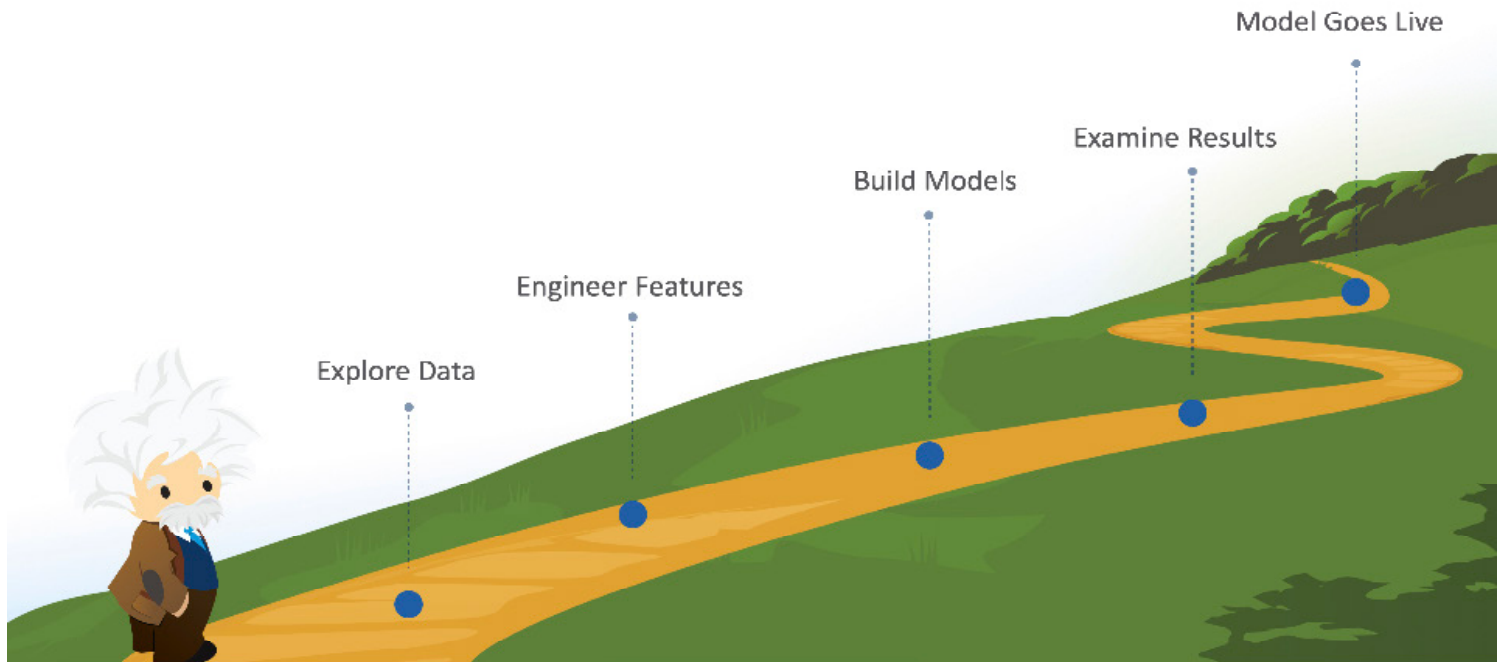 Model Goes Live
Examine Results
Build Models
Engineer Features
Explore Data